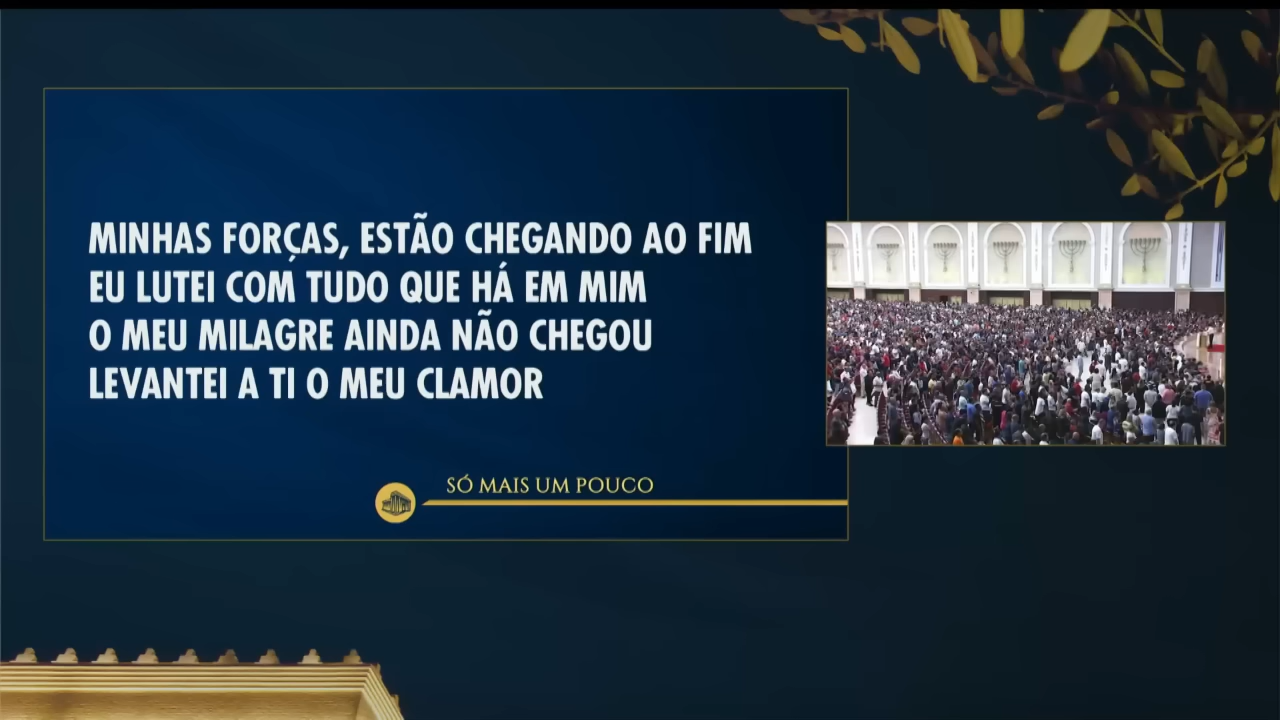 MINHAS FORÇAS, ESTÃO CHEGANDO AO FIM
EU LUTEI COM TUDO QUE HÁ EM MIM
O MEU MILAGRE AINDA NÃO CHEGOU
LEVANTEI A TI O MEU CLAMOR
SÓ MAIS UM POUCO